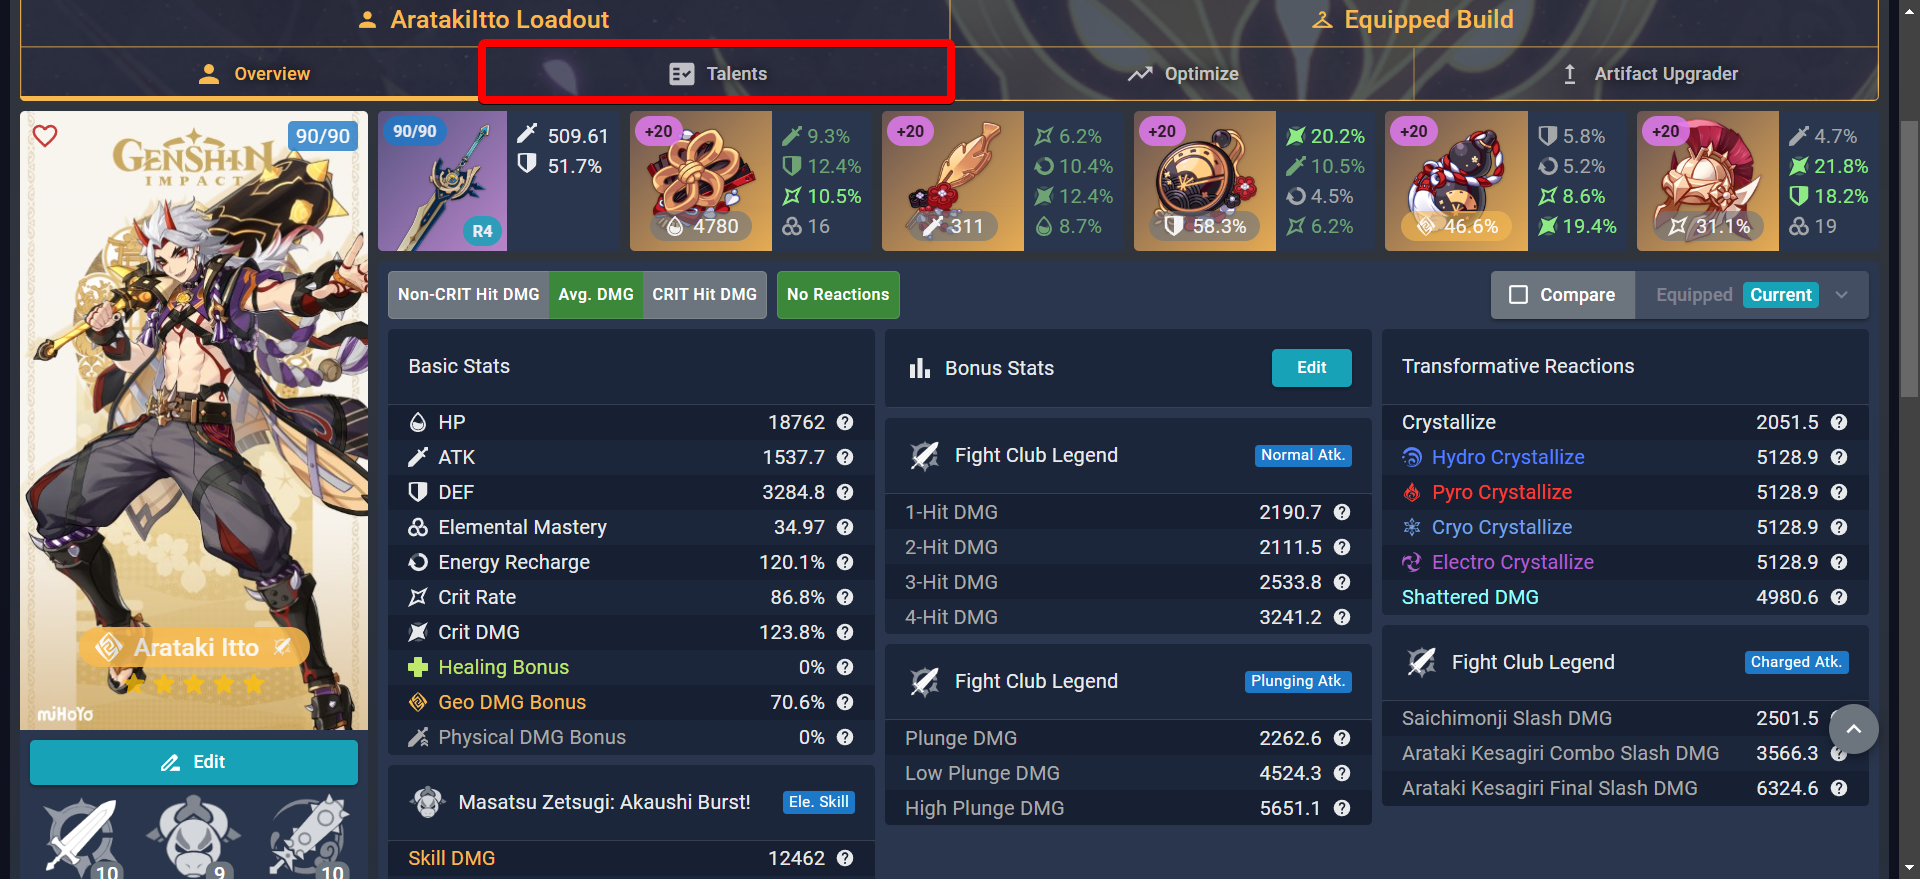 AratakiItto Loadout
Equipped Build
Overview
Talents
Optimize
Artifact Upgrader
GENSHIN
IMPACT
90/90
90/90
509.61
51.7%
R4
+20
4780
9.3%
12.4%
10.5%
16
+20
311
6.2%
10.4%
12.4%
8.7%
+20
58.3%
20.2%
10.5%
4.5%
6.2%
+20
46.6%
5.8%
5.2%
8.6%
19.4%
+20
31.1%
4.7%
21.8%
18.2%
19
Non-CRIT Hit DMG
Avg. DMG
CRIT Hit DMG
No Reactions
Compare
Equipped
Current
Arataki Itto
miHoYo
Edit
10
9
10
Basic Stats
HP 18762
ATK 1537.7
DEF 3284.8
Elemental Mastery 34.97
Energy Recharge 120.1%
Crit Rate 86.8%
Crit DMG 123.8%
Healing Bonus 0%
Geo DMG Bonus 70.6%
Physical DMG Bonus 0%
Masatsu Zetsugi: Akaushi Burst! Ele. Skill
Skill DMG 12462
Bonus Stats
Edit
Fight Club Legend Normal Atk.
1-Hit DMG 2190.7
2-Hit DMG 2111.5
3-Hit DMG 2533.8
4-Hit DMG 3241.2
Fight Club Legend Plunging Atk.
Plunge DMG 2262.6
Low Plunge DMG 4524.3
High Plunge DMG 5651.1
Transformative Reactions
Crystallize 2051.5
Hydro Crystallize 5128.9
Pyro Crystallize 5128.9
Cryo Crystallize 5128.9
Electro Crystallize 5128.9
Shattered DMG 4980.6
Fight Club Legend Charged Atk.
Saichimonji Slash DMG 2501.5
Arataki Kesagiri Combo Slash DMG 3566.3
Arataki Kesagiri Final Slash DMG 6324.6